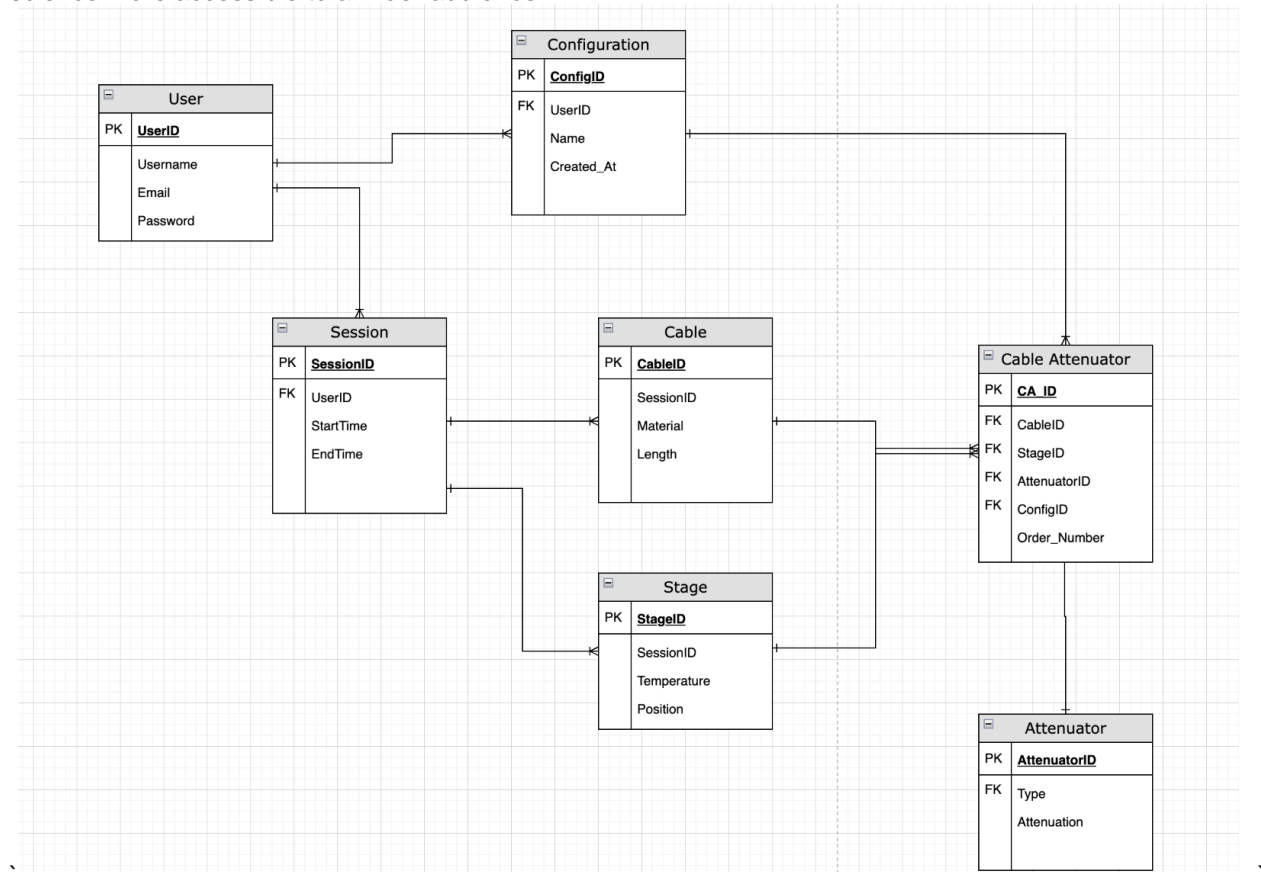 Configuration
PK ConfigID
FK UserID
Name
Created_At
User
PK UserID
Username
Email
Password
Session
PK SessionID
FK UserID
StartTime
EndTime
Cable
PK CableID
SessionID
Material
Length
Cable Attenuator
PK CA_ID
FK CableID
FK StageID
FK AttenuatorID
FK ConfigID
Order_Number
Stage
PK StageID
SessionID
Temperature
Position
Attenuator
PK AttenuatorID
FK Type
Attenuation